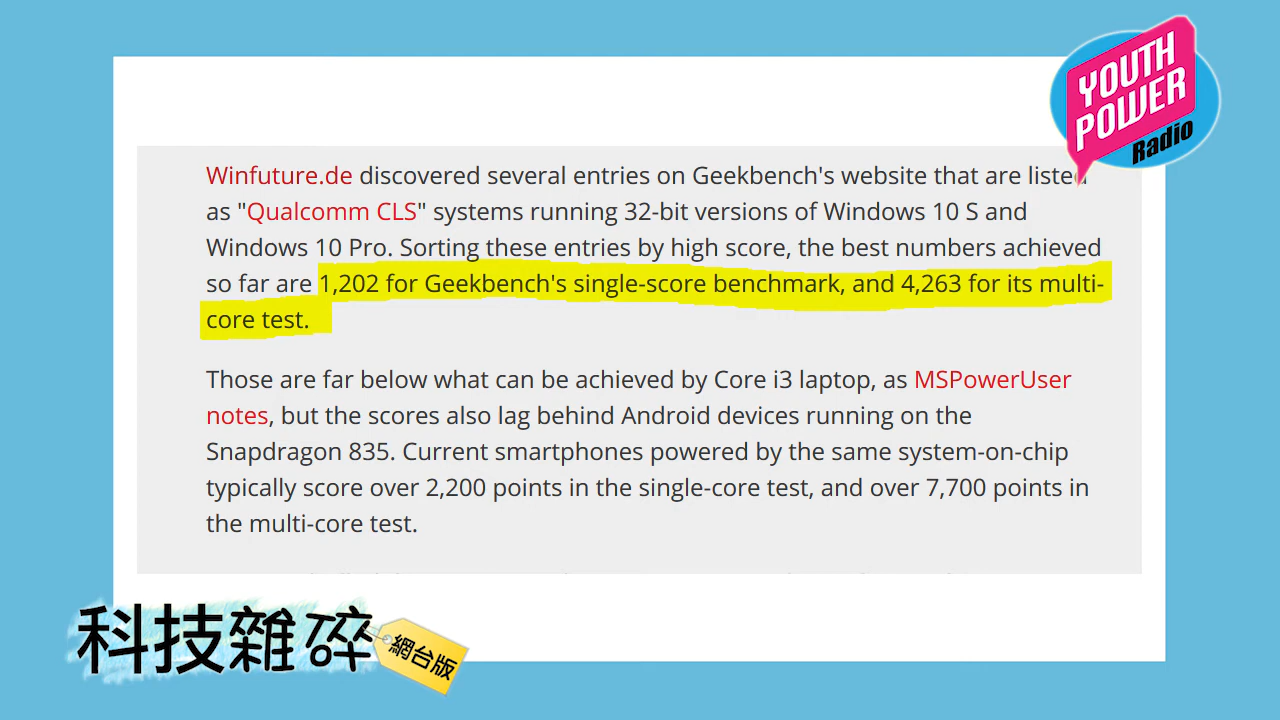 YOUTH
POWER
Radio
Winfuture.de discovered several entries on Geekbench's website that are listed
as "Qualcomm CLS" systems running 32-bit versions of Windows 10 S and
Windows 10 Pro. Sorting these entries by high score, the best numbers achieved
so far are 1,202 for Geekbench's single-score benchmark, and 4,263 for its multi-
core test.
Those are far below what can be achieved by Core i3 laptop, as MSPowerUser
notes, but the scores also lag behind Android devices running on the
Snapdragon 835. Current smartphones powered by the same system-on-chip
typically score over 2,200 points in the single-core test, and over 7,700 points in
the multi-core test.
科技雜碎
網台版